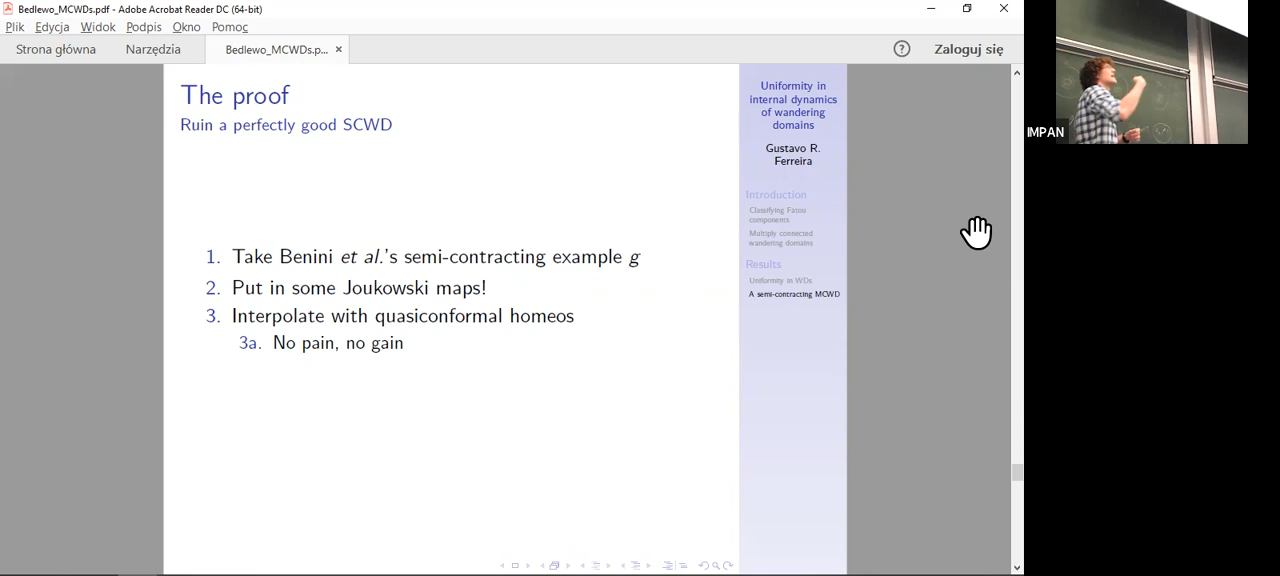 Bedlewo_MCWDs.pdf - Adobe Acrobat Reader DC (64-bit)
Plik Edycja Widok Podpis Okno Pomoc
Strona główna Narzędzia Bedlewo_MCWDs.p... × ? Zaloguj się
The proof
Ruin a perfectly good SCWD
1. Take Benini et al.'s semi-contracting example g
2. Put in some Joukowski maps!
3. Interpolate with quasiconformal homeos
3a. No pain, no gain
Uniformity in
internal dynamics
of wandering
domains
Gustavo R.
Ferreira
Introduction
Classifying Fatou
components
Multiply connected
wandering domains
Results
Uniformity in WDs
A semi-contracting MCWD
IMPAN